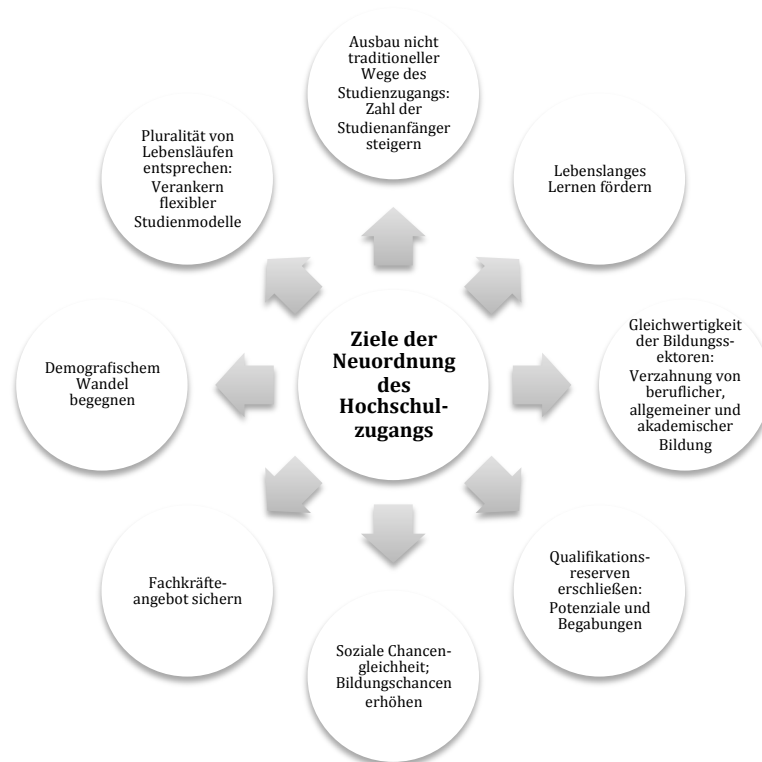 Ausbau nicht
traditioneller
Wege des
Studienzugangs:
Zahl der
Studienanfänger
steigern
Lebenslanges
Lernen fördern
Gleichwertigkeit
der Bildungss-
ektoren:
Verzahnung von
beruflicher,
allgemeiner und
akademischer
Bildung
Qualifikations-
reserven
erschließen:
Potenziale und
Begabungen
Soziale Chancen-
gleichheit;
Bildungschancen
erhöhen
Fachkräfte-
angebot sichern
Demografischem
Wandel
begegnen
Pluralität von
Lebensläufen
entsprechen:
Verankern
flexibler
Studienmodelle
Ziele der
Neuordnung
des
Hochschul-
zugangs